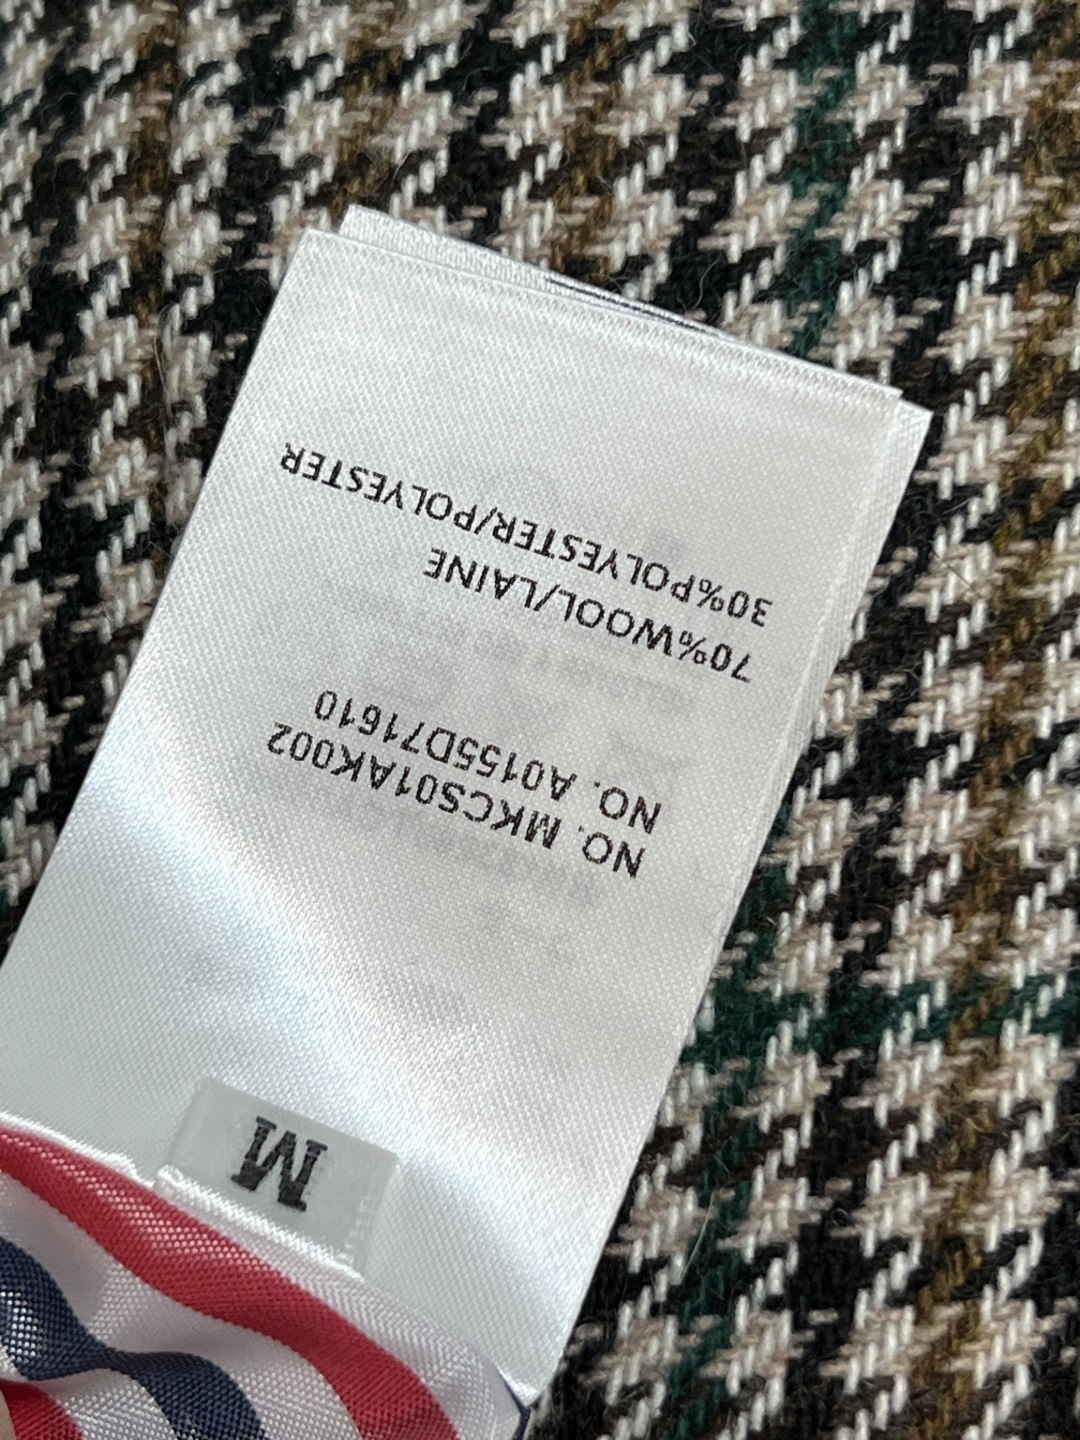 M
NO. MKCS01AK002
NO. A0155D71610
70%WOOL/LAINE
30%POLYESTER/POLYESTER